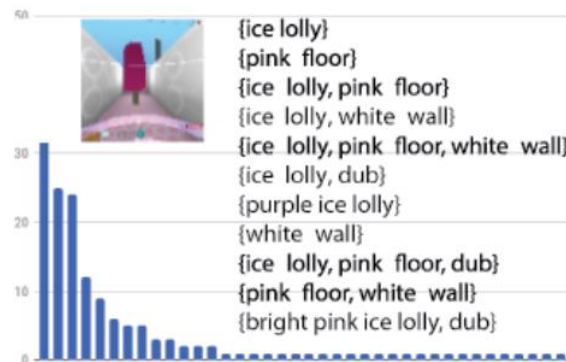 50
30
20
10
0
{ice lolly}
{pink floor}
{ice lolly, pink floor}
{ice lolly, white wall}
{ice lolly, pink floor, white wall}
{ice lolly, dub}
{purple ice lolly}
{white wall}
{ice lolly, pink floor, dub}
{pink floor, white wall}
{bright pink ice lolly, dub}